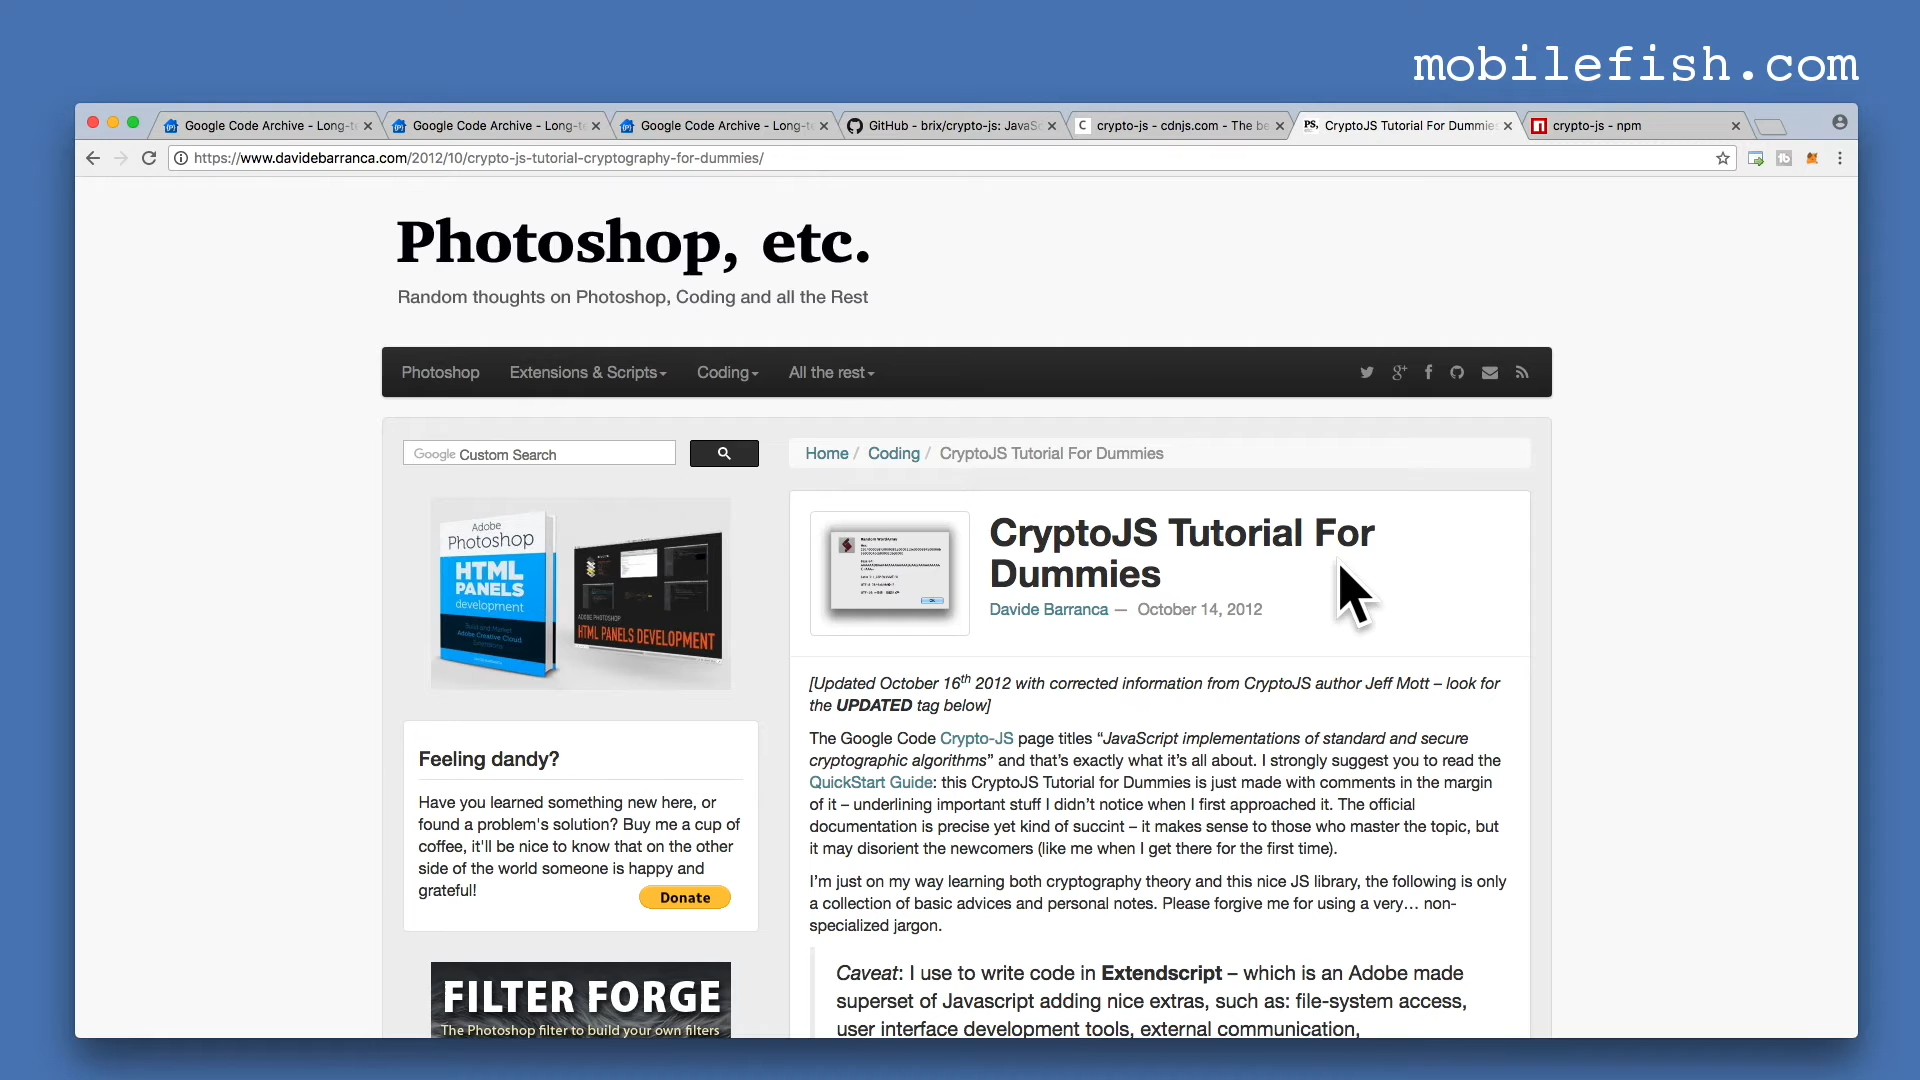 mobilefish.com
Google Code Archive - Long-te
Google Code Archive - Long-te
Google Code Archive - Long-te
GitHub - brix/crypto-js: JavaSc
crypto-js - cdnjs.com - The be
CryptoJS Tutorial For Dummies
crypto-js - npm
https://www.davidebarranca.com/2012/10/crypto-js-tutorial-cryptography-for-dummies/
Photoshop, etc.
Random thoughts on Photoshop, Coding and all the Rest
Photoshop Extensions & Scripts Coding All the rest
Google Custom Search
Home / Coding / CryptoJS Tutorial For Dummies
Adobe
Photoshop
HTML
PANELS
development
Build and Market
Adobe Creative Cloud
Extensions
ADOBE PHOTOSHOP
HTML PANELS DEVELOPMENT
Feeling dandy?
Have you learned something new here, or
found a problem's solution? Buy me a cup of
coffee, it'll be nice to know that on the other
side of the world someone is happy and
grateful!
Donate
FILTER FORGE
The Photoshop filter to build your own filters
CryptoJS Tutorial For
Dummies
Davide Barranca — October 14, 2012
[Updated October 16th 2012 with corrected information from CryptoJS author Jeff Mott – look for
the UPDATED tag below]
The Google Code Crypto-JS page titles “JavaScript implementations of standard and secure
cryptographic algorithms” and that’s exactly what it’s all about. I strongly suggest you to read the
QuickStart Guide: this CryptoJS Tutorial for Dummies is just made with comments in the margin
of it – underlining important stuff I didn’t notice when I first approached it. The official
documentation is precise yet kind of succint – it makes sense to those who master the topic, but
it may disorient the newcomers (like me when I get there for the first time).
I’m just on my way learning both cryptography theory and this nice JS library, the following is only
a collection of basic advices and personal notes. Please forgive me for using a very… non-
specialized jargon.
Caveat: I use to write code in Extendscript – which is an Adobe made
superset of Javascript adding nice extras, such as: file-system access,
user interface development tools, external communication,